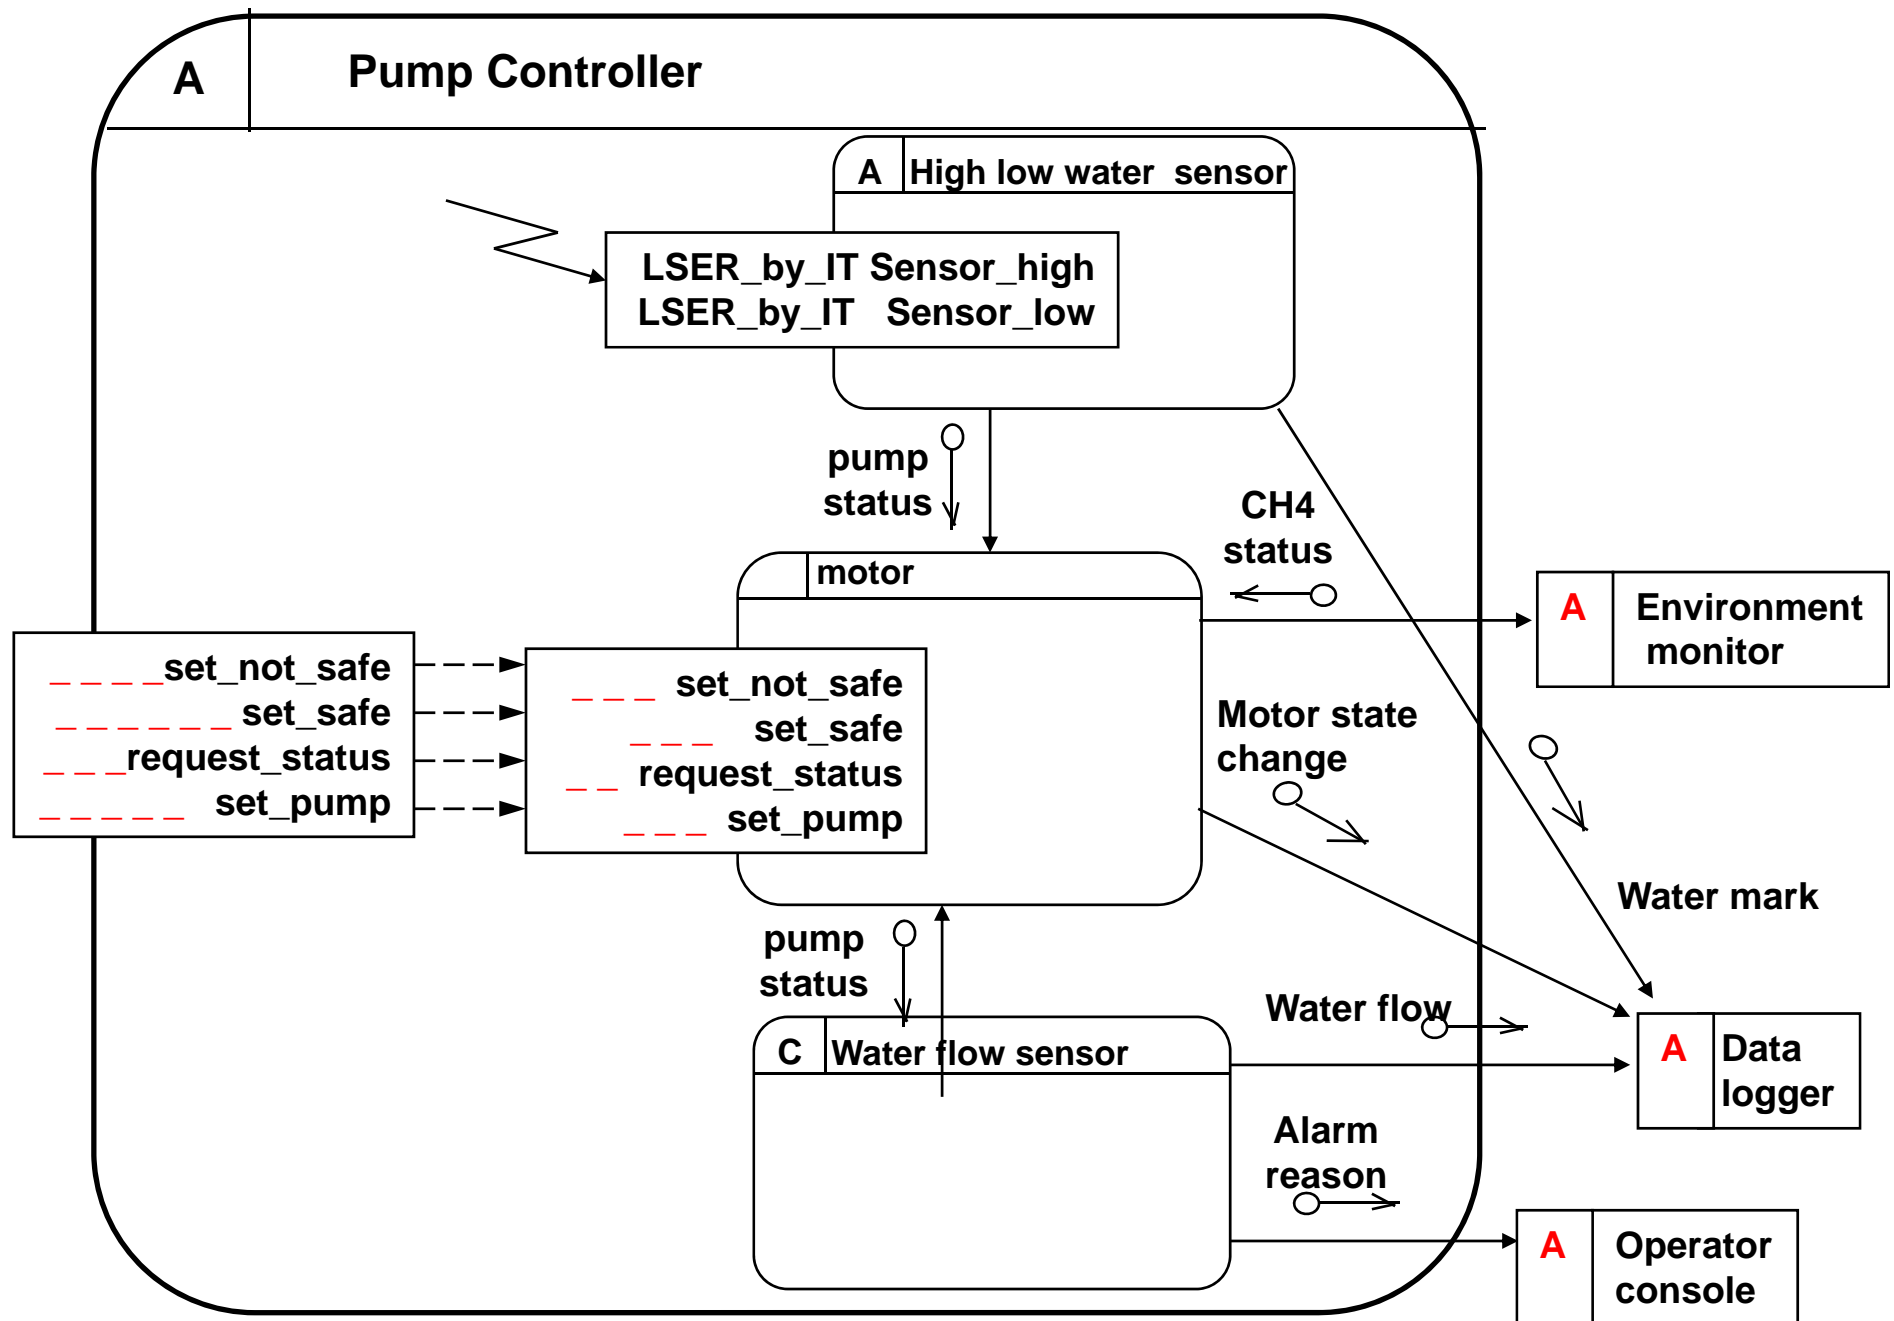 A Pump Controller
A High low water sensor
LSER_by_IT Sensor_high
LSER_by_IT Sensor_low
pump
status
CH4
status
motor
A Environment
monitor
_ _ _ _set_not_safe
_ _ _ _ _ _ set_safe
_ _ _request_status
_ _ _ _ _ set_pump
_ _ _ set_not_safe
_ _ _ set_safe
_ _ request_status
_ _ _ set_pump
Motor state
change
Water mark
pump
status
Water flow
C Water flow sensor
A Data
logger
Alarm
reason
A Operator
console